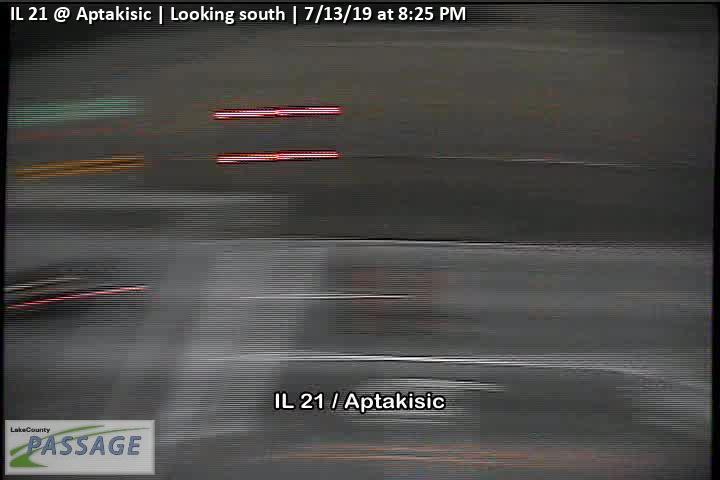 IL 21 @ Aptakisic | Looking south | 7/13/19 at 8:25 PM
IL 21 / Aptakisic
LakeCounty
PASSAGE